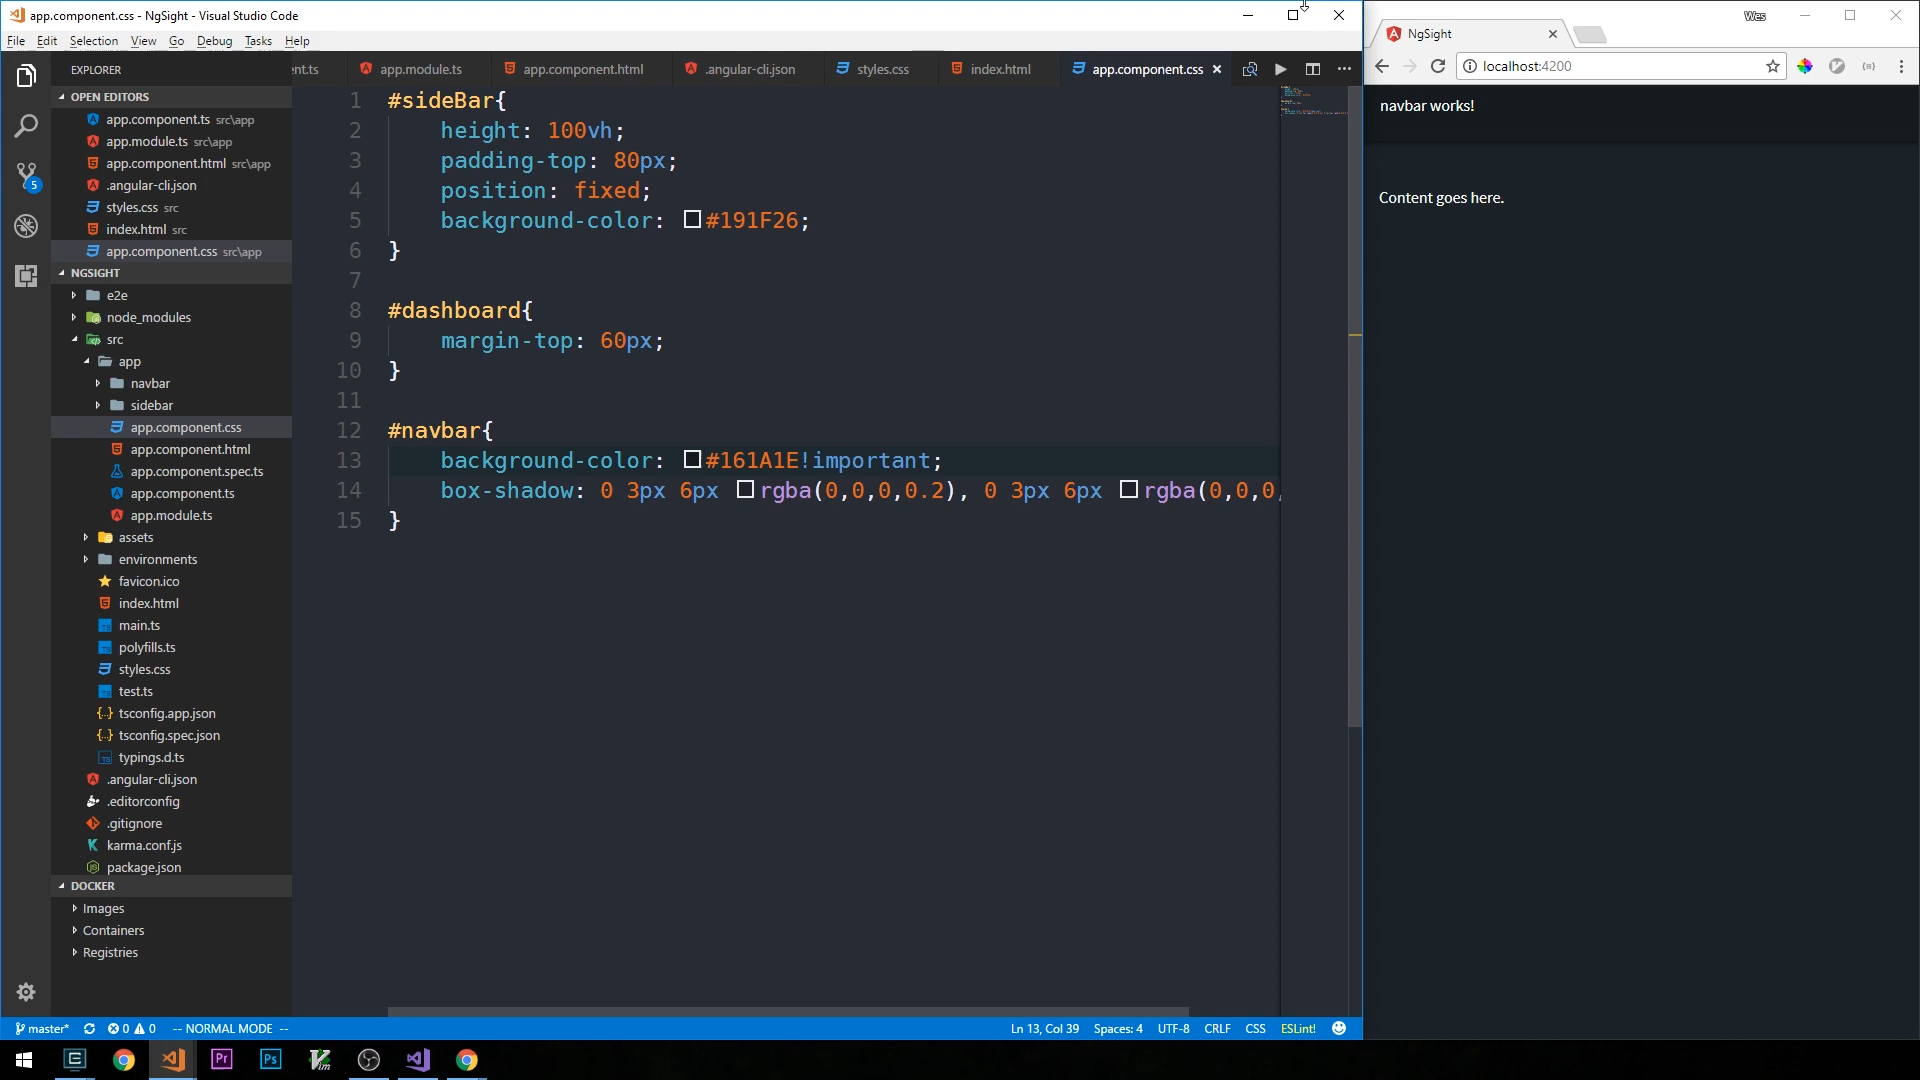 app.component.css - NgSight - Visual Studio Code
File Edit Selection View Go Debug Tasks Help
EXPLORER
OPEN EDITORS
app.component.ts src\app
app.module.ts src\app
app.component.html src\app
.angular-cli.json
styles.css src
index.html src
app.component.css src\app
NGSIGHT
e2e
node_modules
src
app
navbar
sidebar
app.component.css
app.component.html
app.component.spec.ts
app.component.ts
app.module.ts
assets
environments
favicon.ico
index.html
main.ts
polyfills.ts
styles.css
test.ts
tsconfig.app.json
tsconfig.spec.json
typings.d.ts
.angular-cli.json
.editorconfig
.gitignore
karma.conf.js
package.json
DOCKER
Images
Containers
Registries
nt.ts app.module.ts app.component.html .angular-cli.json styles.css index.html app.component.css
1 #sideBar{
2 height: 100vh;
3 padding-top: 80px;
4 position: fixed;
5 background-color: #191F26;
6 }
7
8 #dashboard{
9 margin-top: 60px;
10 }
11
12 #navbar{
13 background-color: #161A1E!important;
14 box-shadow: 0 3px 6px rgba(0,0,0,0.2), 0 3px 6px rgba(0,0,0,
15 }
master* 0 0 -- NORMAL MODE -- Ln 13, Col 39 Spaces: 4 UTF-8 CRLF CSS ESLint!
Wes
NgSight
localhost:4200
navbar works!
Content goes here.
Pr Ps Vim